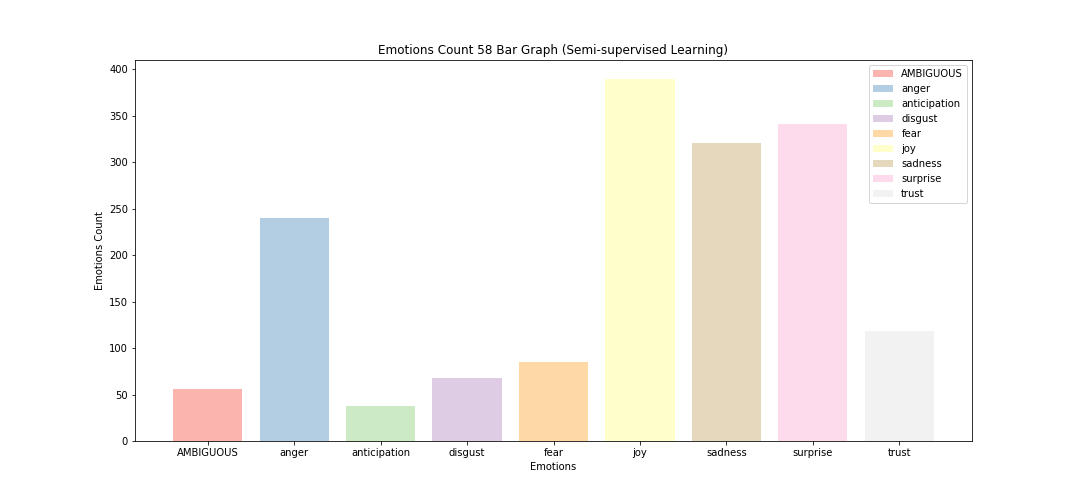 Emotions Count 58 Bar Graph (Semi-supervised Learning)
400
350
300
250
200
150
100
50
0
Emotions Count
AMBIGUOUS
anger
anticipation
disgust
fear
joy
sadness
surprise
trust
AMBIGUOUS anger anticipation disgust fear joy sadness surprise trust
Emotions